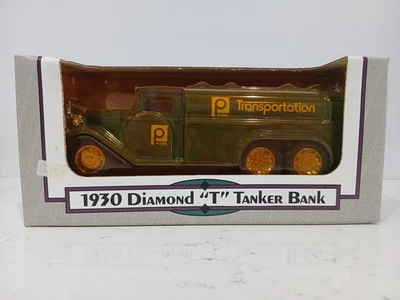 P Transportation
P
1930 DIAMOND "T" TANKER BANK